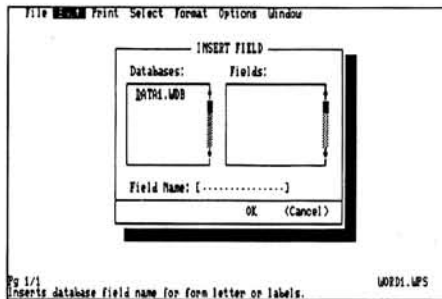 File Edit Print Select Format Options Window
INSERT FIELD
Databases: Fields:
DATA1.WDB
Field Name: [..............]
OK <Cancel>
Pg 1/1 WORD1.WPS
Inserts database field name for form letter or labels.